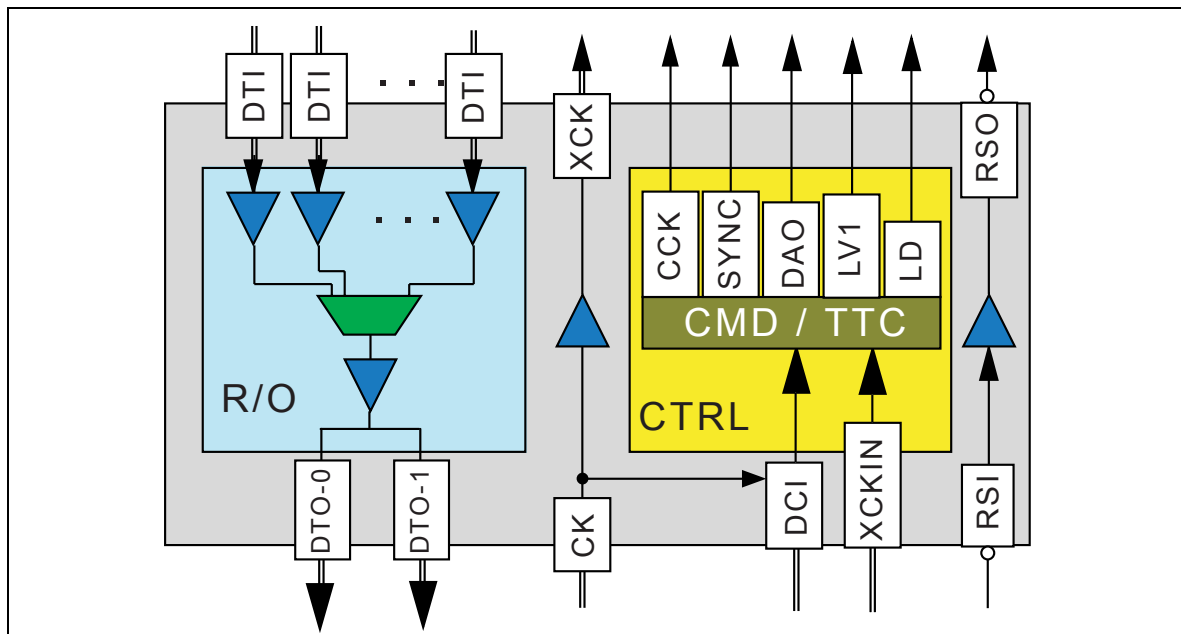 DTI
DTI
DTI
XCK
RSO
CCK
SYNC
DAO
LV1
LD
CMD / TTC
R/O
CTRL
DTO-0
DTO-1
CK
DCI
XCKIN
RSI